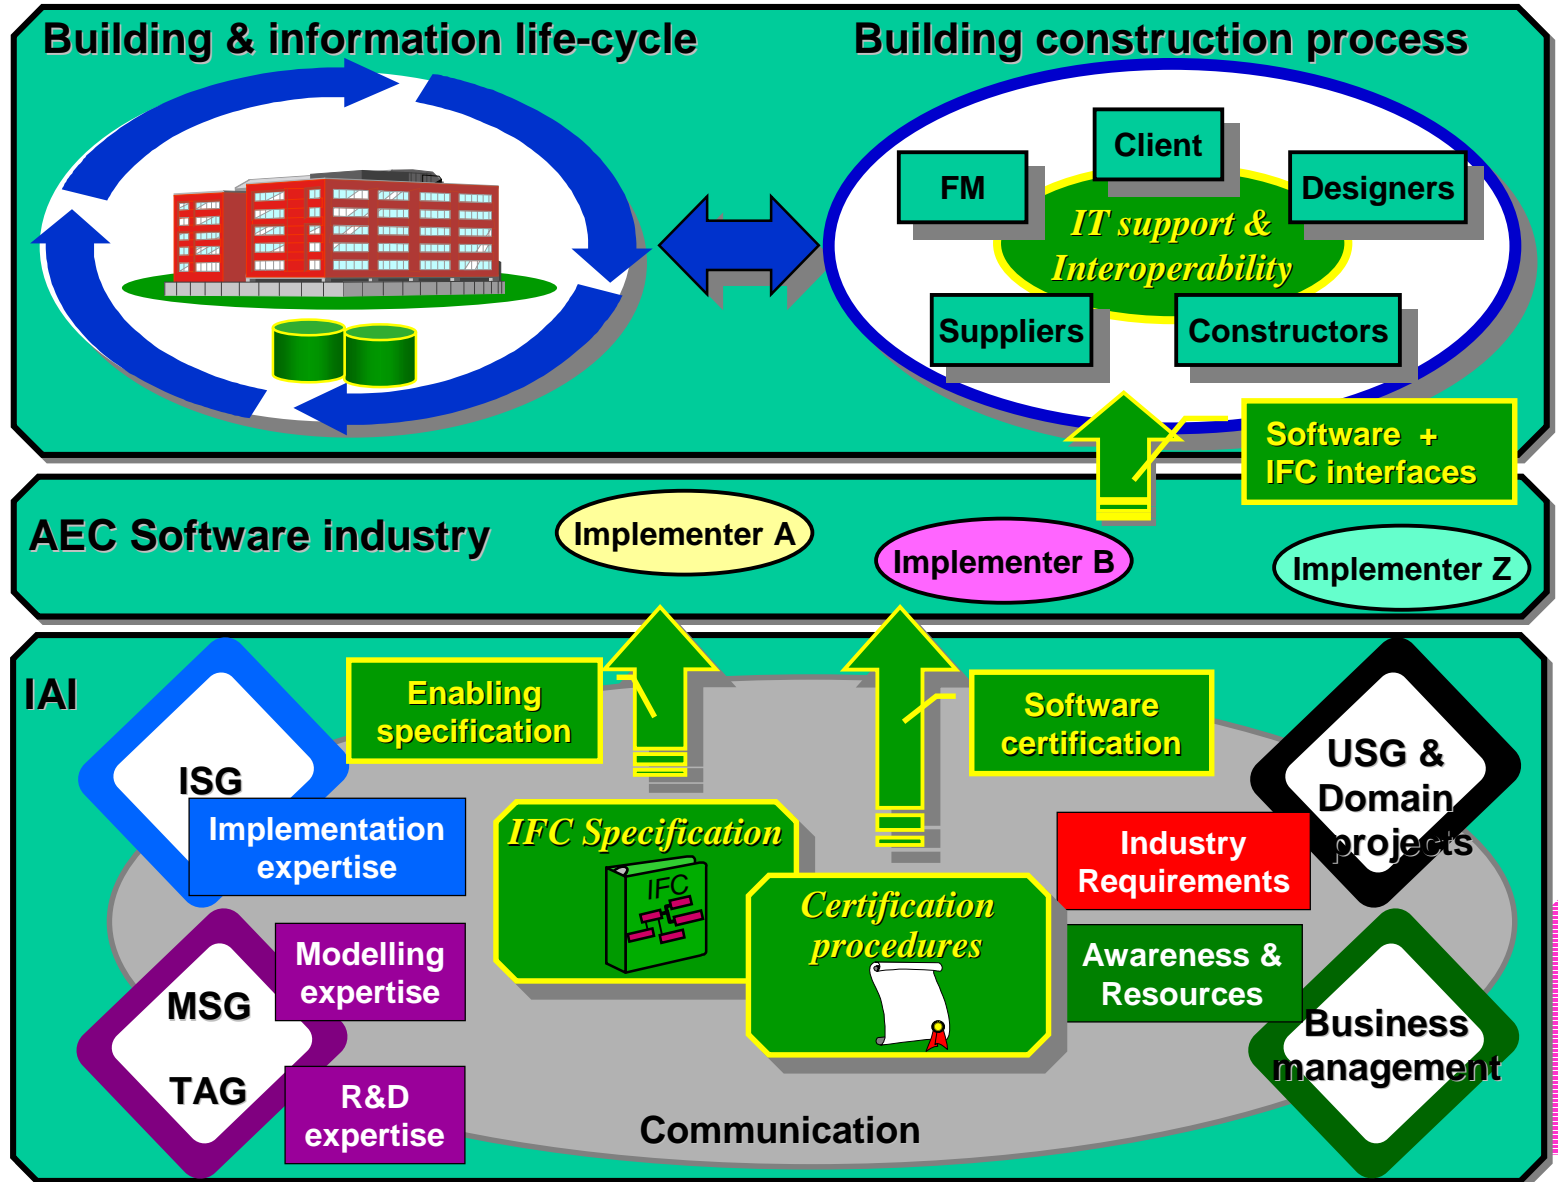 Building & information life-cycle
Building construction process
Client
FM
Designers
IT support &
Interoperability
Suppliers
Constructors
Software +
IFC interfaces
AEC Software industry
Implementer A
Implementer B
Implementer Z
IAI
Enabling
specification
Software
certification
ISG
Implementation
expertise
IFC Specification
IFC
Certification
procedures
Industry
Requirements
USG &
Domain
projects
MSG
Modelling
expertise
Awareness &
Resources
Business
management
TAG
R&D
expertise
Communication